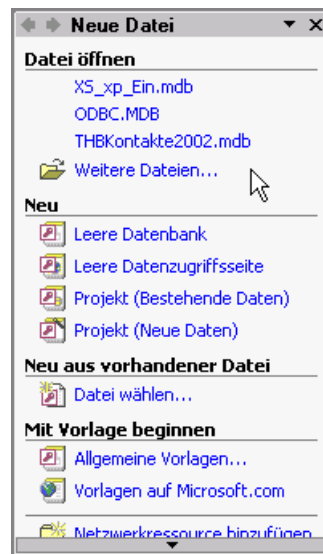 Neue Datei
Datei öffnen
XS_xp_Ein.mdb
ODBC.MDB
THBKontakte2002.mdb
Weitere Dateien...
Neu
Leere Datenbank
Leere Datenzugriffsseite
Projekt (Bestehende Daten)
Projekt (Neue Daten)
Neu aus vorhandener Datei
Datei wählen...
Mit Vorlage beginnen
Allgemeine Vorlagen...
Vorlagen auf Microsoft.com
Netzwerkressource hinzufügen